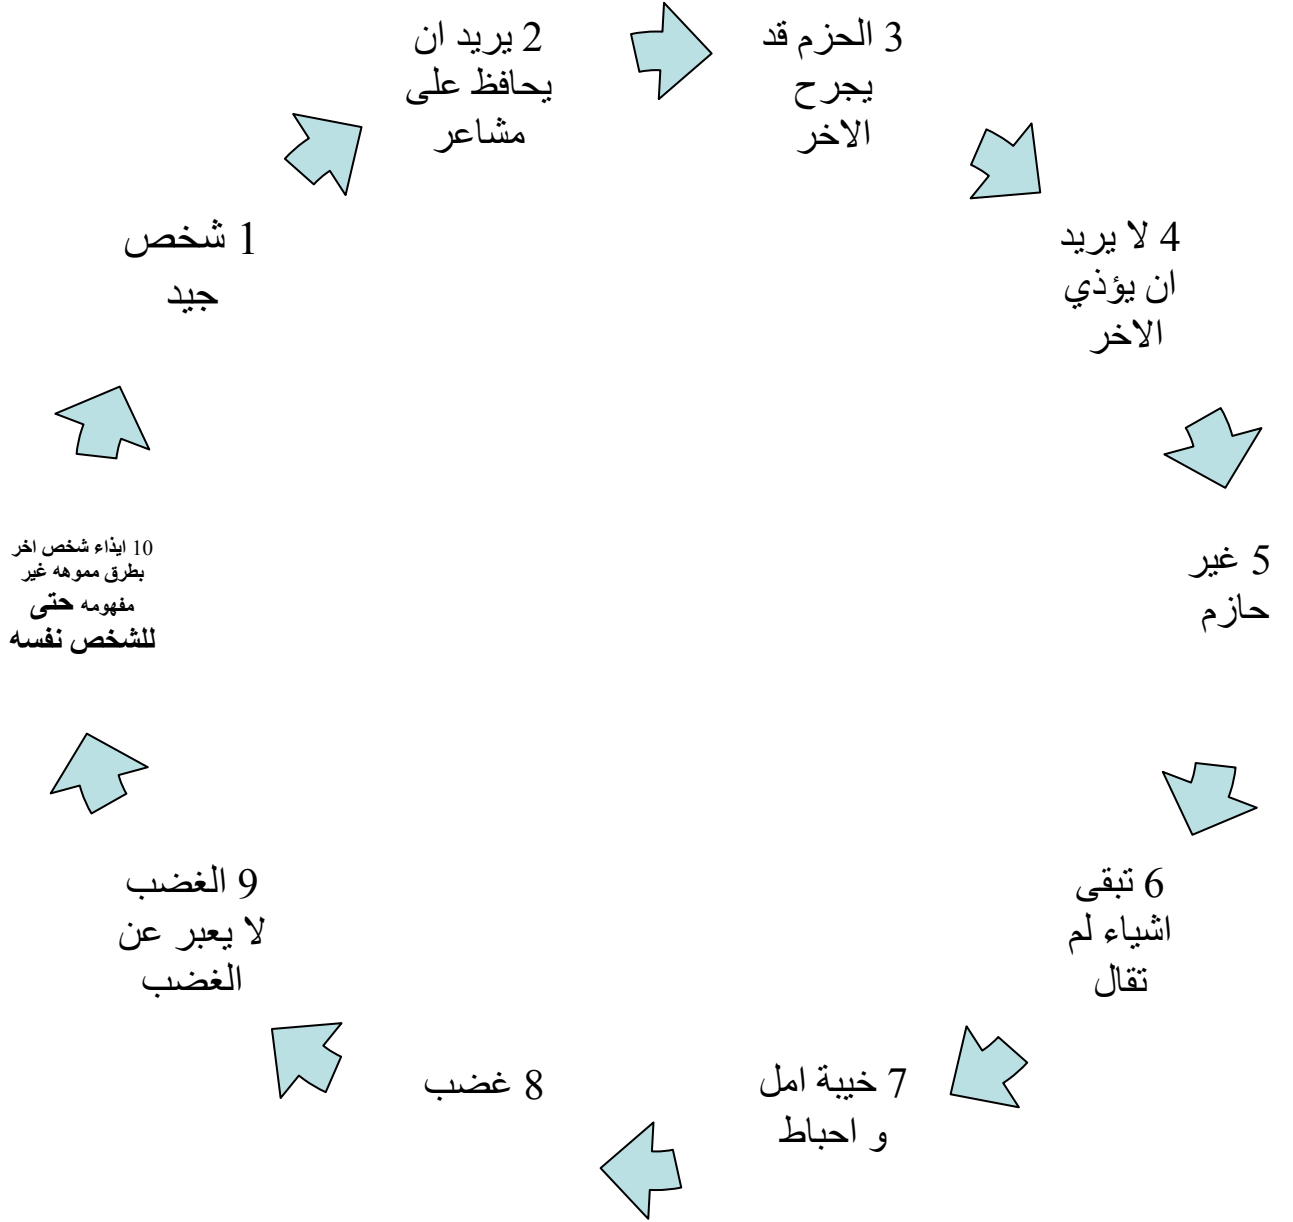 1 شخص
جيد
2 يريد ان
يحافظ على
مشاعر
3 الحزم قد
يجرح
الاخر
4 لا يريد
ان يؤذي
الاخر
5 غير
حازم
6 تبقى
اشياء لم
تقال
7 خيبة امل
و احباط
8 غضب
9 الغضب
لا يعبر عن
الغضب
10 ايذاء شخص اخر
بطرق مموهه غير
مفهومه حتى
للشخص نفسه